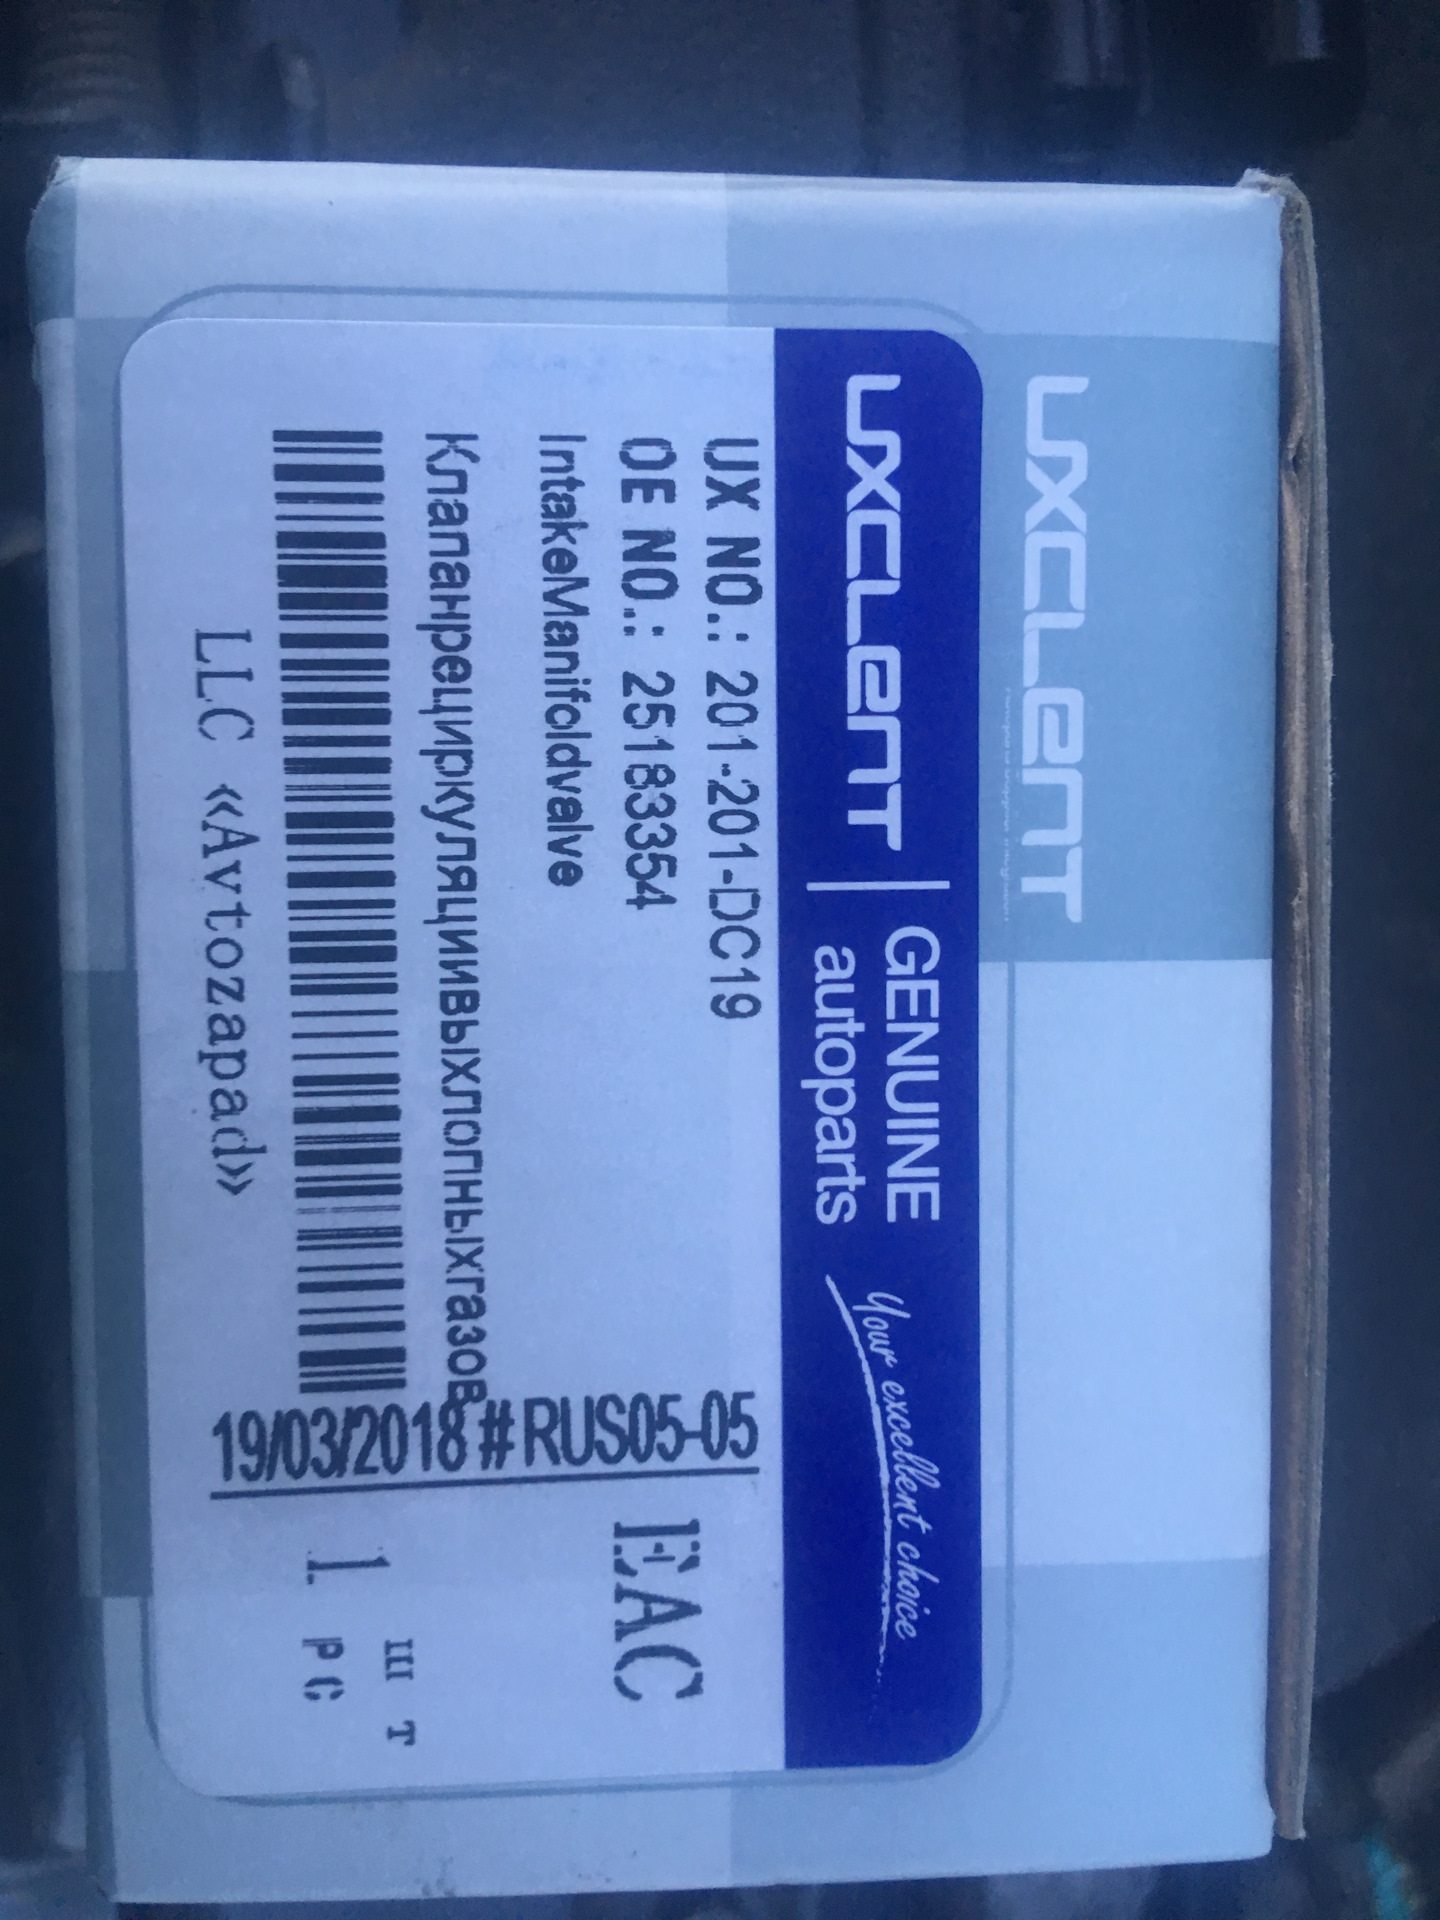 UXCLENT
UXCLENT
GENUINE
autoparts
Your excellent choice
UX NO.: 201-201-DC19
OE NO.: 25183354
IntakeManifoldvalve
Клапанрециркуляциивыхлопныхгазов
LLC «Avtozapad»
19/03/2018#RUS05-05
EAC
1 шт
1 PC